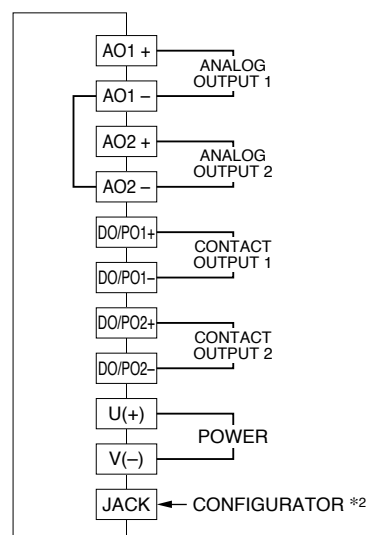 AO1 +
ANALOG
OUTPUT 1
AO1 –
AO2 +
ANALOG
OUTPUT 2
AO2 –
DO/PO1+
CONTACT
OUTPUT 1
DO/PO1–
DO/PO2+
CONTACT
OUTPUT 2
DO/PO2–
U(+)
POWER
V(–)
JACK CONFIGURATOR *2